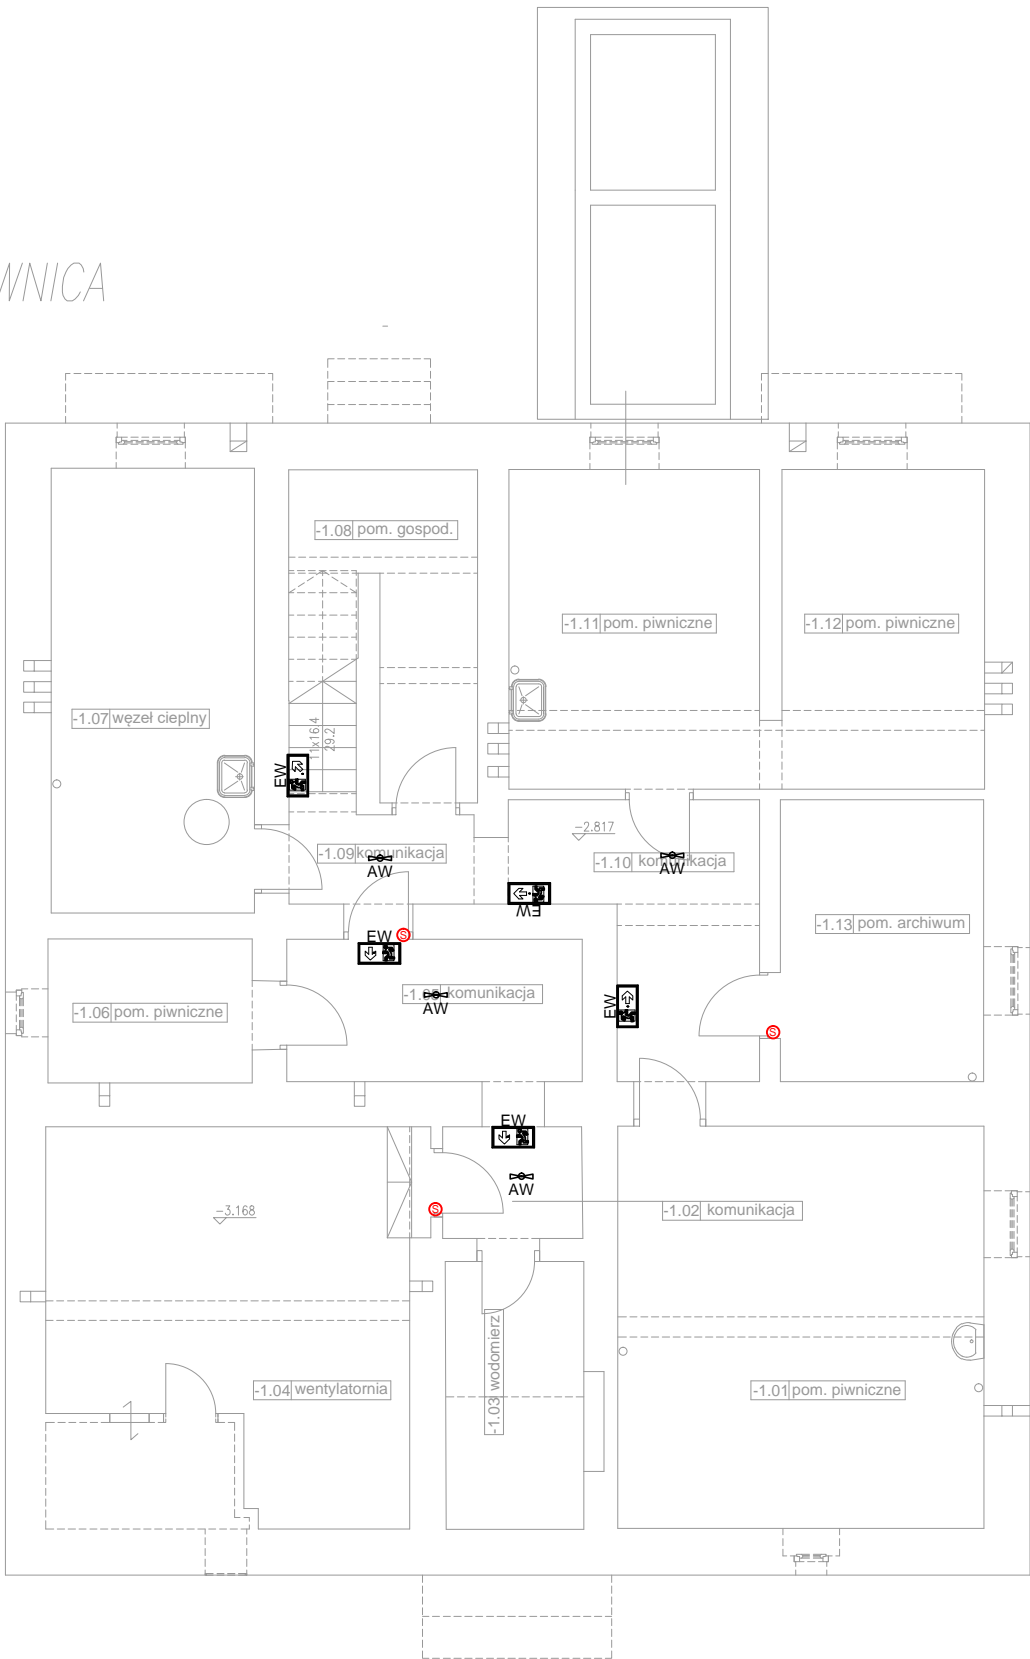 WNICA
-1.08 pom. gospod.
-1.11 pom. piwniczne
-1.12 pom. piwniczne
-1.07 węzeł cieplny
11x16.4
29.2
EW
-2.817
-1.09 komunikacja
AW
-1.10 komunikacja
AW
EW
-1.13 pom. archiwum
EW
S
-1.05 komunikacja
AW
-1.06 pom. piwniczne
EW
S
EW
AW
S
-3.168
-1.02 komunikacja
-1.03 wodomierz
-1.04 wentylatornia
-1.01 pom. piwniczne